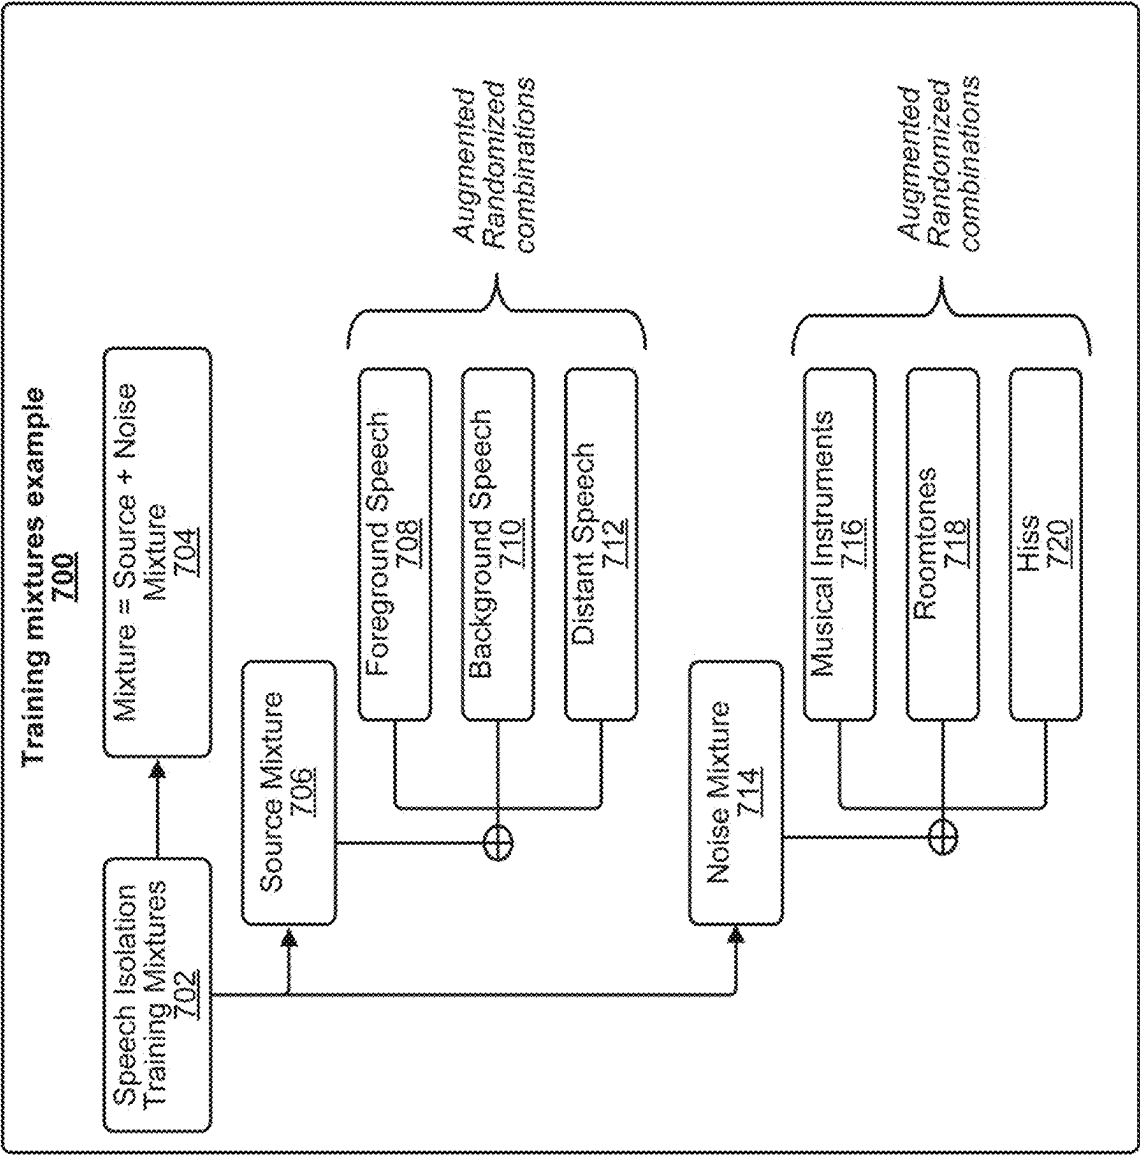 Training mixtures example
700
Speech Isolation
Training Mixtures
702
Mixture = Source + Noise
Mixture
704
Source Mixture
706
Foreground Speech
708
Background Speech
710
Distant Speech
712
Augmented
Randomized
combinations
Noise Mixture
714
Musical Instruments
716
Roomtones
718
Hiss
720
Augmented
Randomized
combinations